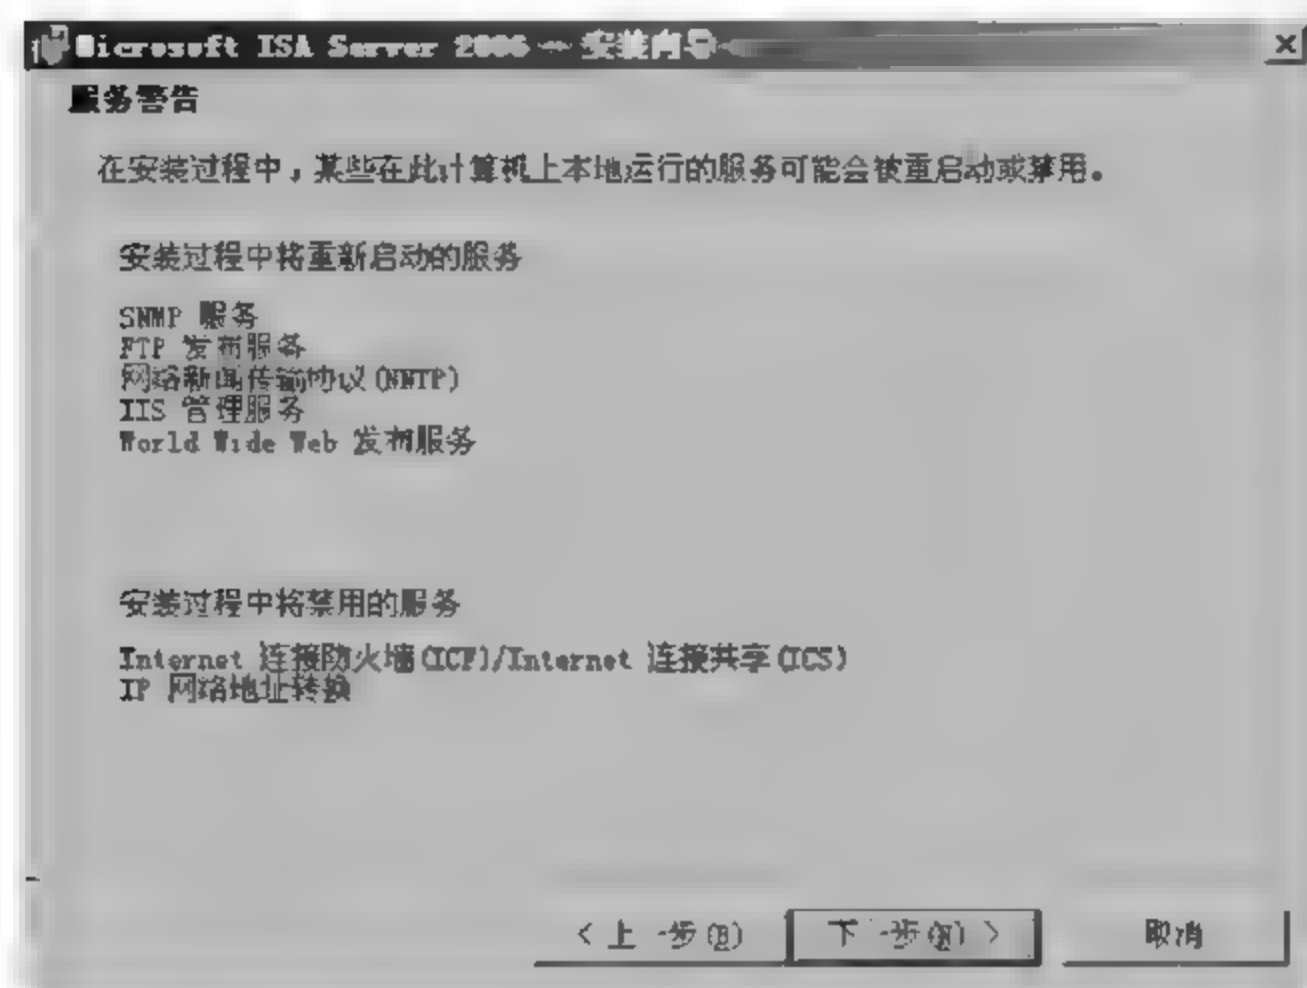 Microsoft ISA Server 2006 - 安装向导
服务警告
在安装过程中,某些在此计算机上本地运行的服务可能会被重启动或禁用。
安装过程中将重新启动的服务
SNMP 服务
FTP 发布服务
网络新闻传输协议(NNTP)
IIS 管理服务
World Wide Web 发布服务
安装过程中将禁用的服务
Internet 连接防火墙(ICF)/Internet 连接共享(ICS)
IP 网络地址转换
< 上一步(B)
下一步(N) >
取消